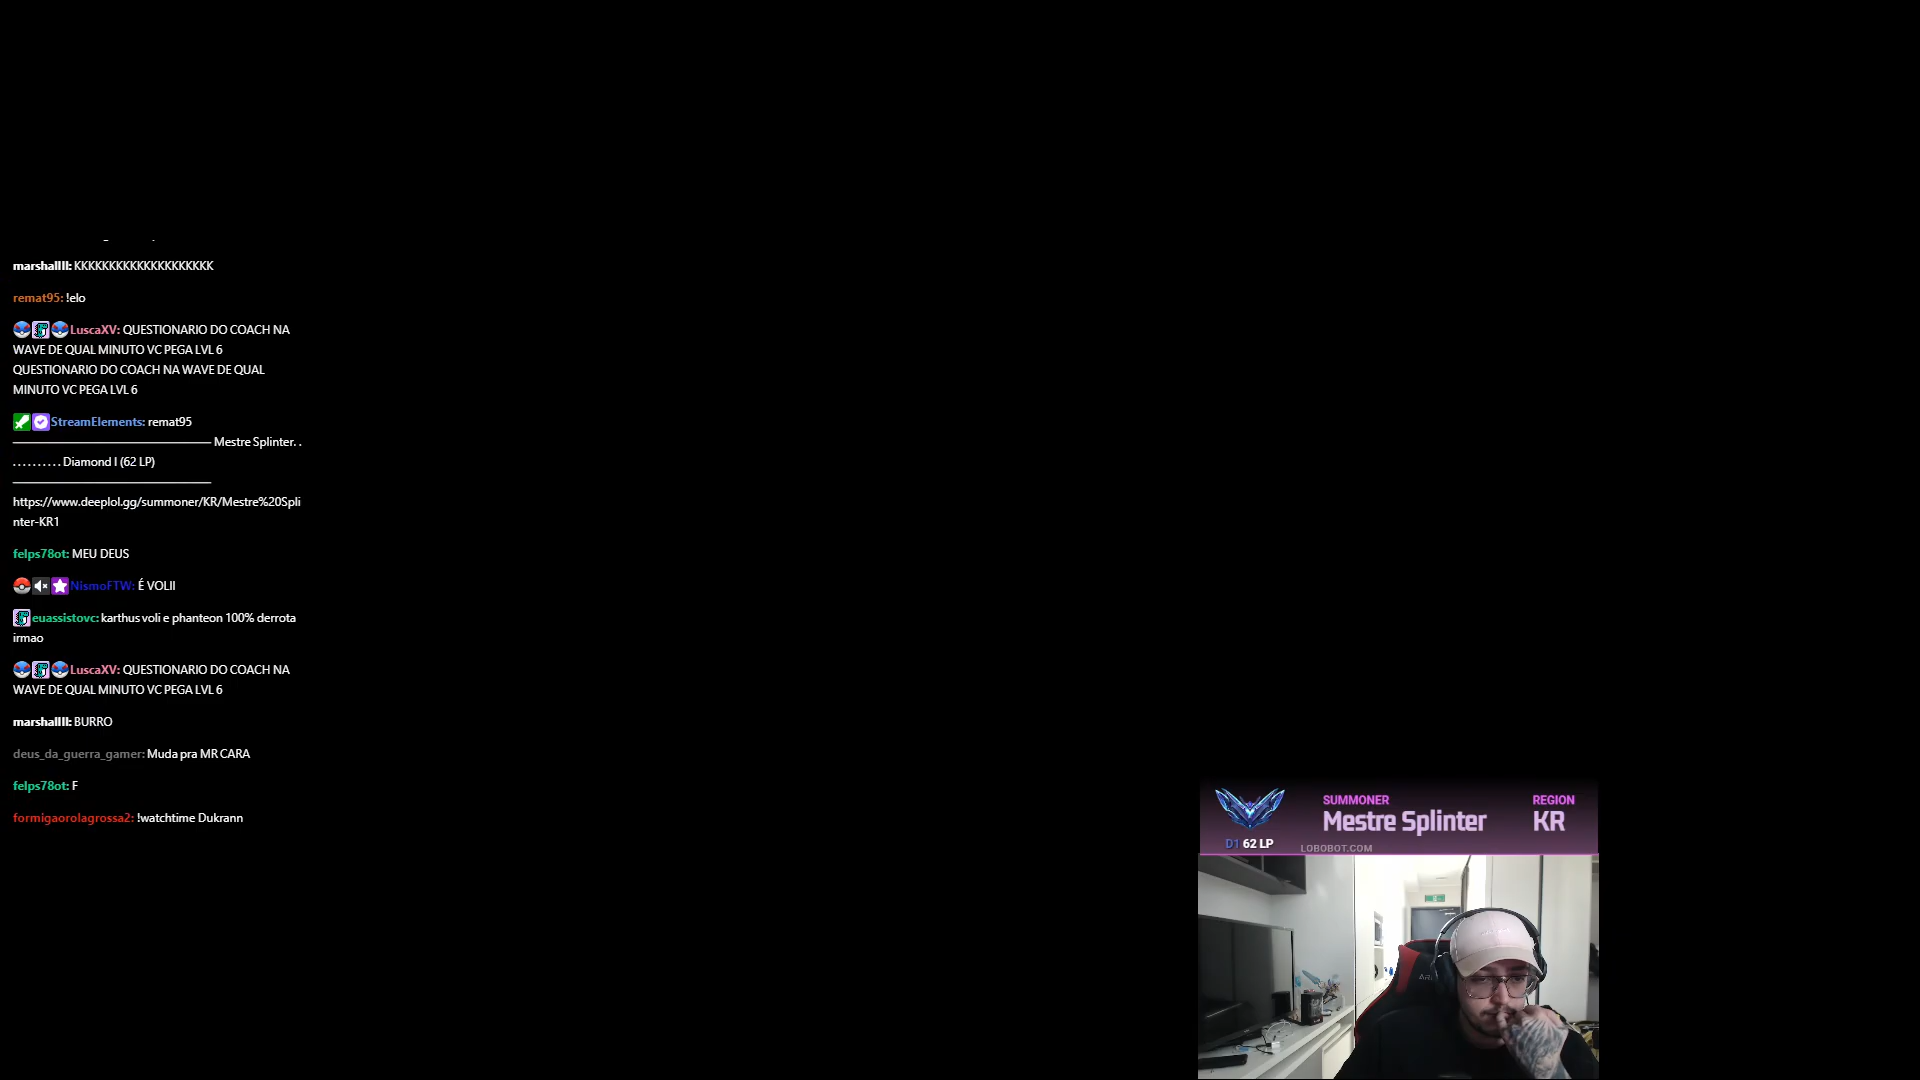 marshallll: KKKKKKKKKKKKKKKKKKKK
remat95: !elo
LuscaXV: QUESTIONARIO DO COACH NA
WAVE DE QUAL MINUTO VC PEGA LVL 6
QUESTIONARIO DO COACH NA WAVE DE QUAL
MINUTO VC PEGA LVL 6
StreamElements: remat95
——————————————— Mestre Splinter. .
. . . . . . . . . . Diamond I (62 LP)
———————————————
https://www.deeplol.gg/summoner/KR/Mestre%20Spli
nter-KR1
felps78ot: MEU DEUS
NismoFTW: É VOLII
euassistovc: karthus voli e phanteon 100% derrota
irmao
LuscaXV: QUESTIONARIO DO COACH NA
WAVE DE QUAL MINUTO VC PEGA LVL 6
marshallll: BURRO
deus_da_guerra_gamer: Muda pra MR CARA
felps78ot: F
formigaorolagrossa2: !watchtime Dukrann
SUMMONER
Mestre Splinter
REGION
KR
D1 62 LP
LOBOBOT.COM